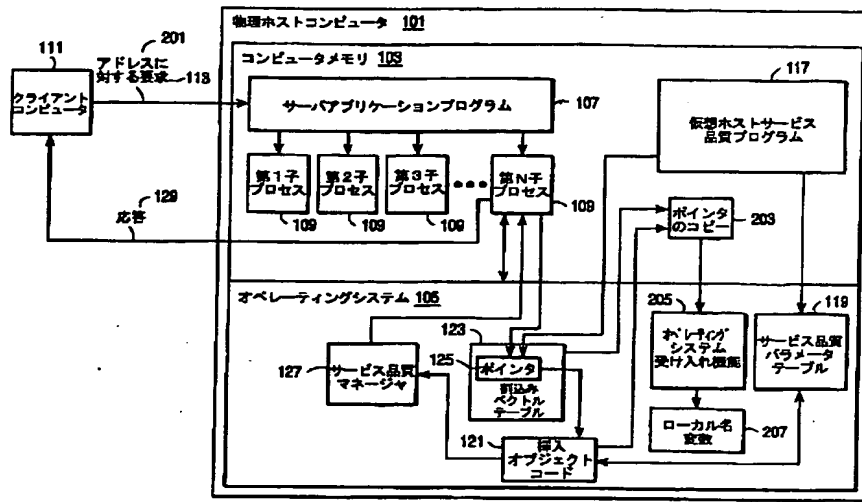 物理ホストコンピュータ 101
コンピュータメモリ 103
111
クライアント
コンピュータ
201
アドレスに
対する要求
113
サーバアプリケーションプログラム
107
117
仮想ホストサービス
品質プログラム
第1子
プロセス
109
第2子
プロセス
109
第3子
プロセス
109
第N子
プロセス
109
129
応答
ポインタ
のコピー
203
オペレーティングシステム 105
127
サービス品質
マネージャ
123
125
ポインタ
割込み
ベクトル
テーブル
205
オペレーティング
システム
受け入れ機能
119
サービス品質
パラメータ
テーブル
ローカル名
変数
207
121
挿入
オブジェクト
コード